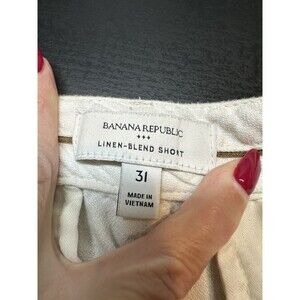 BANANA REPUBLIC
LINEN-BLEND SHORT
31
MADE IN
VIETNAM